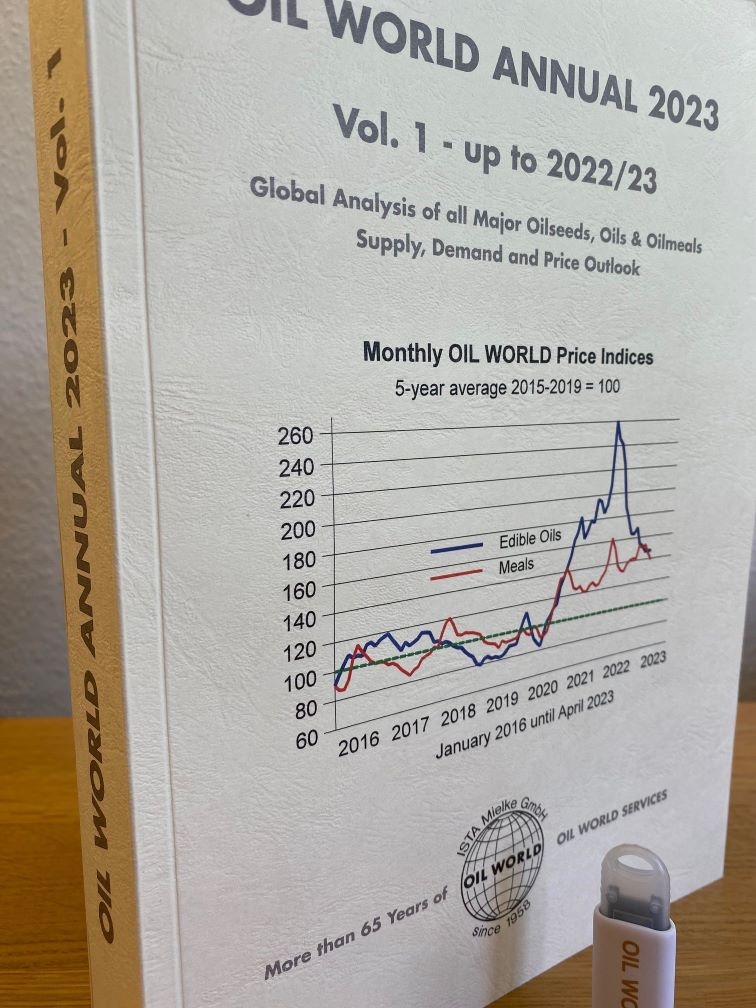 OIL WORLD ANNUAL 2023 - Vol. 1
OIL WORLD ANNUAL 2023
Vol. 1 - up to 2022/23
Global Analysis of all Major Oilseeds, Oils & Oilmeals
Supply, Demand and Price Outlook
Monthly OIL WORLD Price Indices
5-year average 2015-2019 = 100
260
240
220
200
180
160
140
120
100
80
60
Edible Oils
Meals
2016 2017 2018 2019 2020 2021 2022 2023
January 2016 until April 2023
More than 65 Years of
ISTA Mielke GmbH
OIL WORLD
Since 1958
OIL WORLD SERVICES
OIL WO